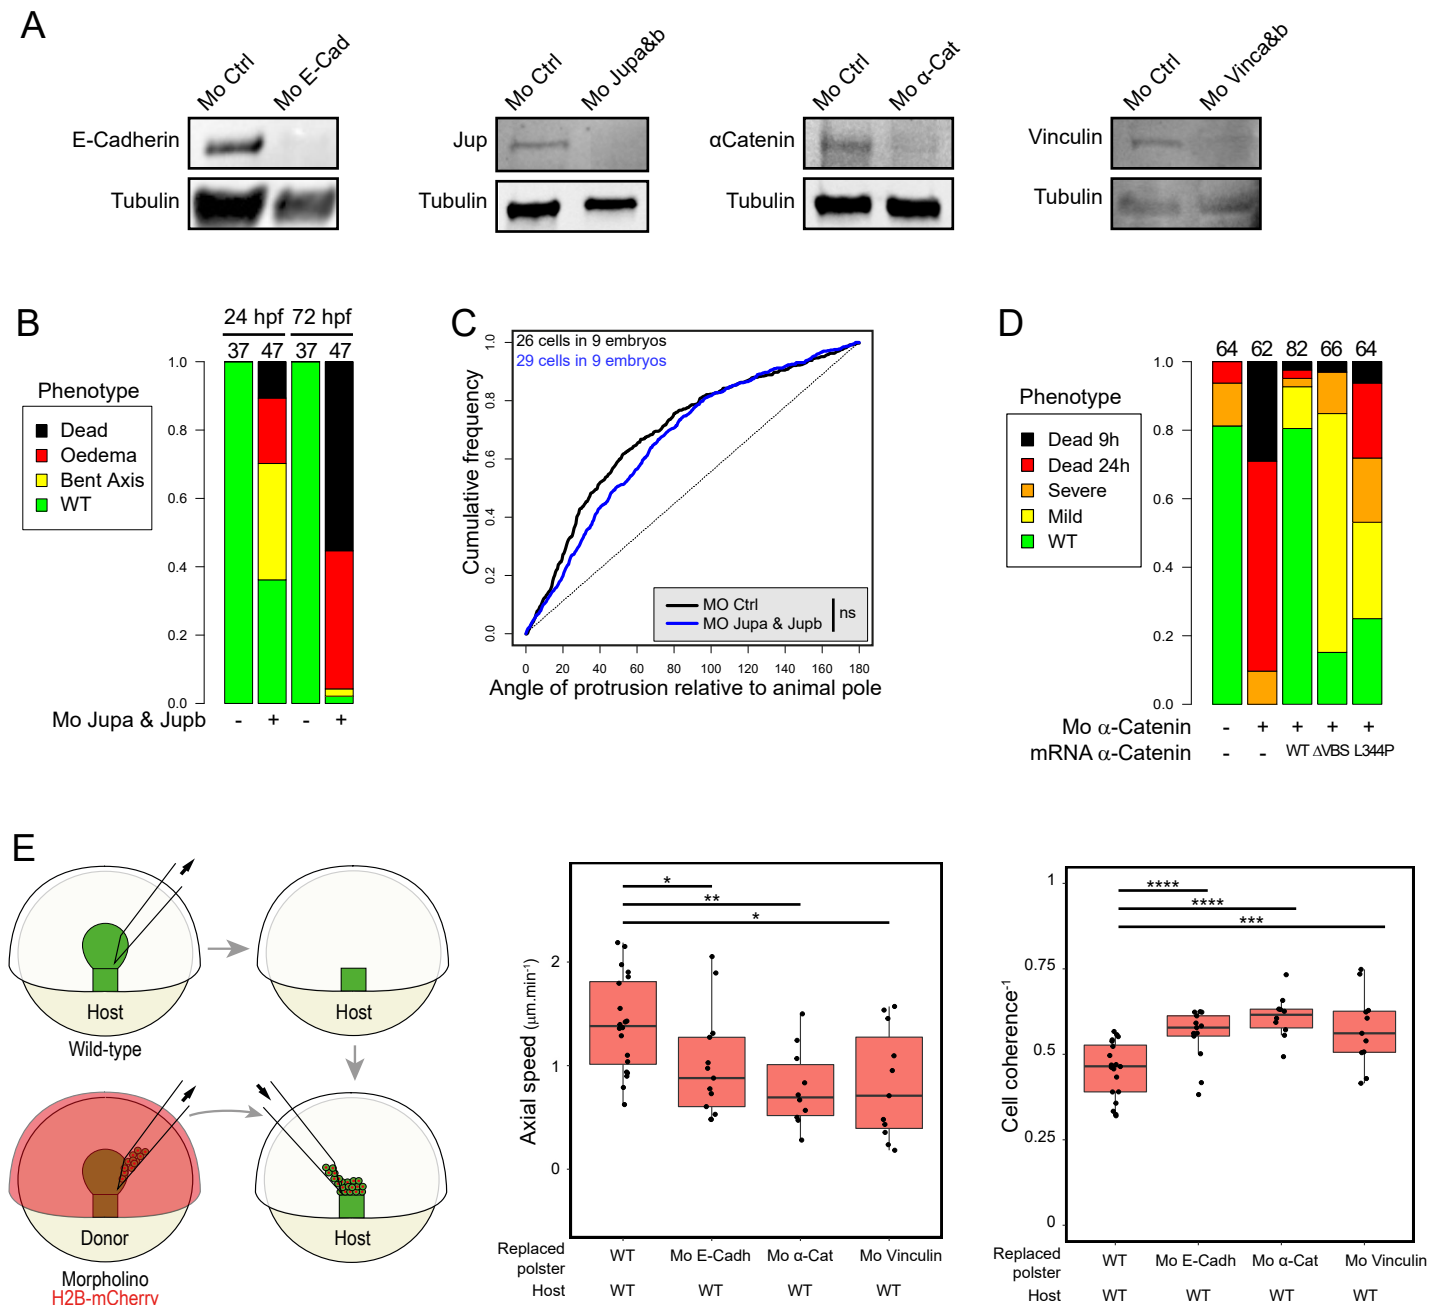 A
Mo Ctrl
Mo E-Cad
E-Cadherin
Tubulin
Mo Ctrl
Mo Jupa&b
Jup
Tubulin
Mo Ctrl
Mo α-Cat
αCatenin
Tubulin
Mo Ctrl
Mo Vinca&b
Vinculin
Tubulin
B
24 hpf 72 hpf
37 47 37 47
Phenotype
Dead
Oedema
Bent Axis
WT
1.0
0.8
0.6
0.4
0.2
0.0
Mo Jupa & Jupb - + - +
C
26 cells in 9 embryos
29 cells in 9 embryos
Cumulative frequency
1.0
0.8
0.6
0.4
0.2
0.0
MO Ctrl
MO Jupa & Jupb
ns
0 20 40 60 80 100 120 140 160 180
Angle of protrusion relative to animal pole
D
64 62 82 66 64
Phenotype
Dead 9h
Dead 24h
Severe
Mild
WT
1.0
0.8
0.6
0.4
0.2
0.0
Mo α-Catenin - + + + +
mRNA α-Catenin - - WT ΔVBS L344P
E
Host
Wild-type
Host
Donor
Morpholino
H2B-mCherry
Host
Axial speed (μm.min⁻¹)
2
1
0
*
**
*
Replaced polster
WT Mo E-Cadh Mo α-Cat Mo Vinculin
Host WT WT WT WT
Cell coherence⁻¹
1
0.75
0.5
0.25
0
****
****
***
Replaced polster
WT Mo E-Cadh Mo α-Cat Mo Vinculin
Host WT WT WT WT